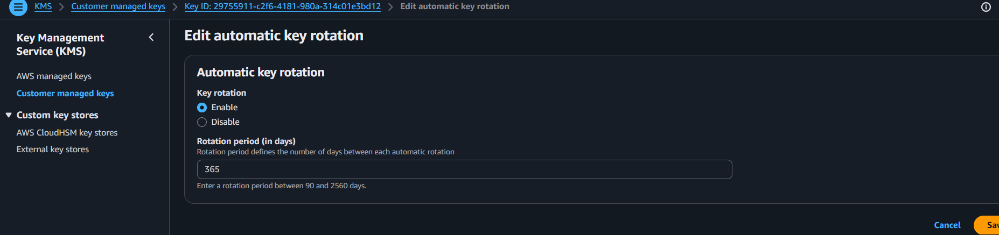 KMS > Customer managed keys > Key ID: 29755911-c2f6-4181-980a-314c01e3bd12 > Edit automatic key rotation
Key Management
Service (KMS)
AWS managed keys
Customer managed keys
Custom key stores
AWS CloudHSM key stores
External key stores
Edit automatic key rotation
Automatic key rotation
Key rotation
Enable
Disable
Rotation period (in days)
Rotation period defines the number of days between each automatic rotation
365
Enter a rotation period between 90 and 2560 days.
Cancel